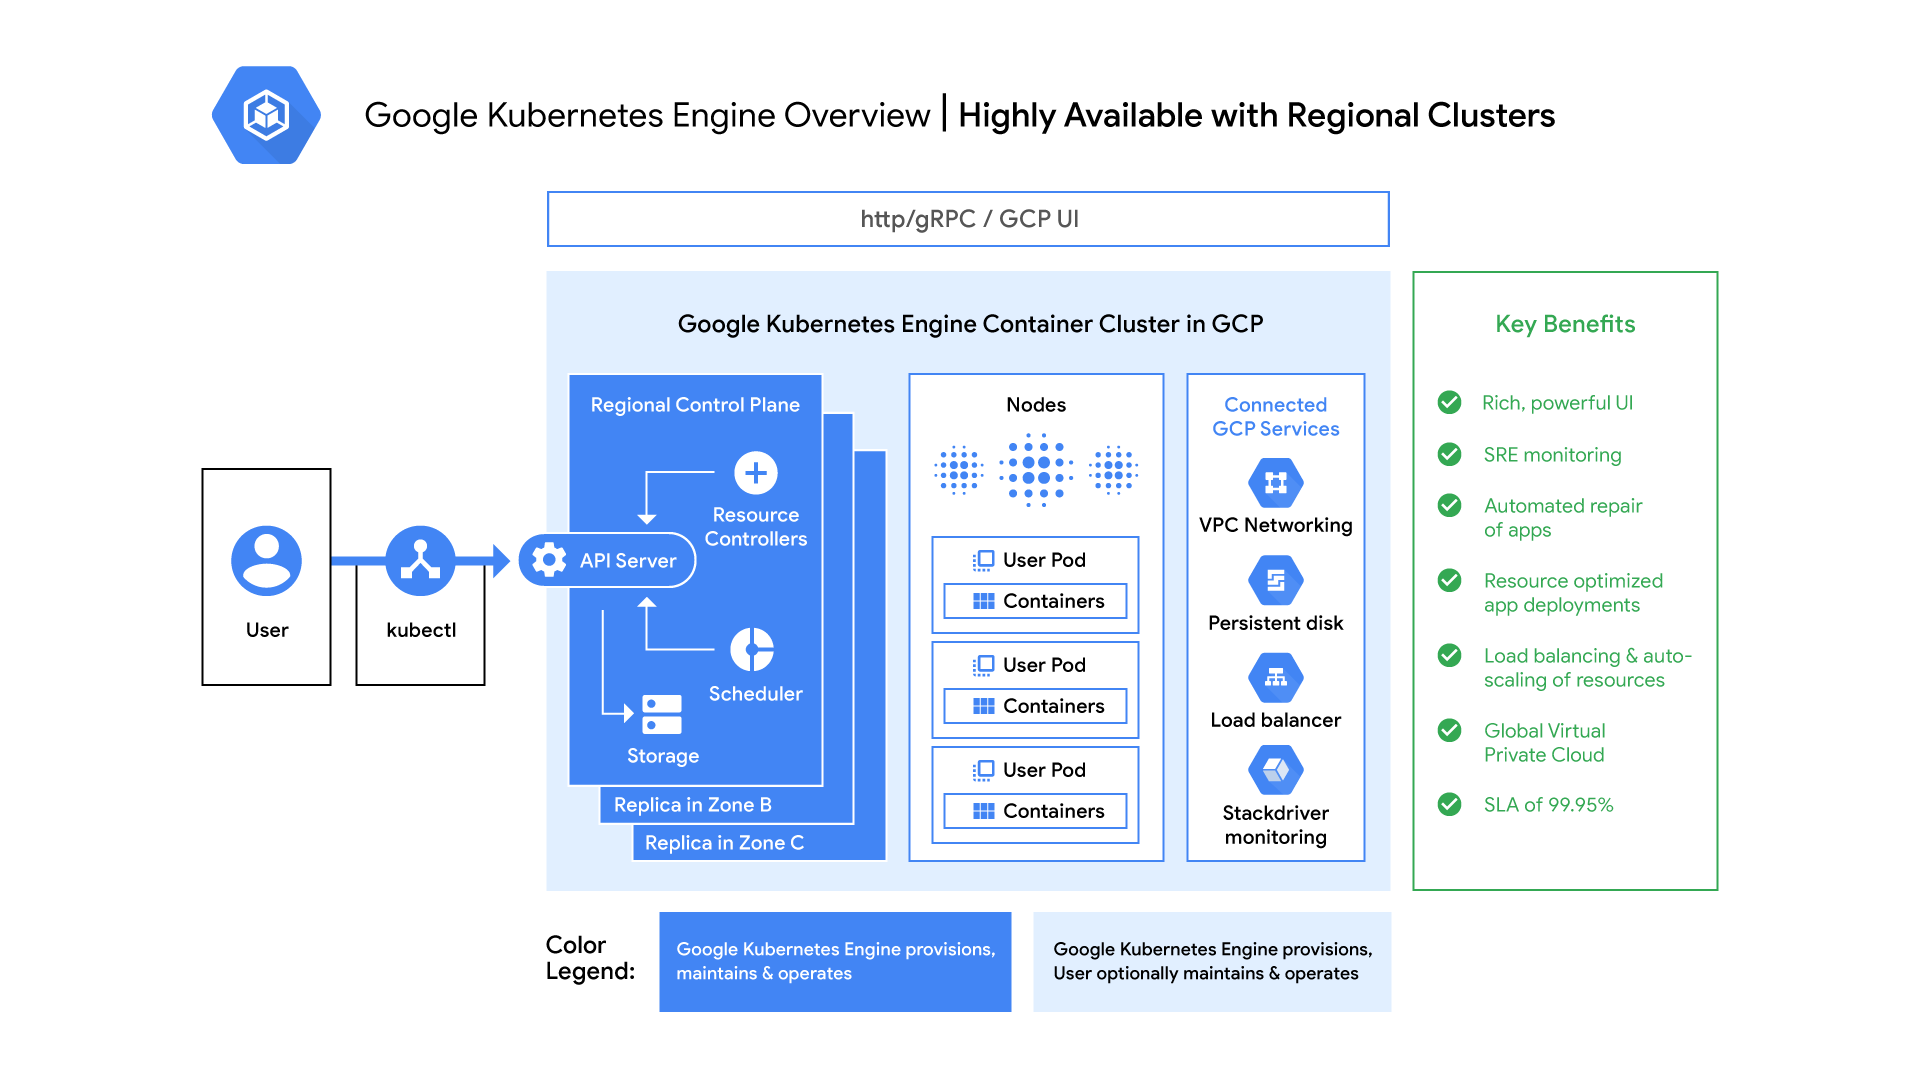 Google Kubernetes Engine Overview | Highly Available with Regional Clusters
http/gRPC / GCP UI
Google Kubernetes Engine Container Cluster in GCP
User
kubectl
Regional Control Plane
Resource
Controllers
API Server
Scheduler
Storage
Replica in Zone B
Replica in Zone C
Nodes
User Pod
Containers
User Pod
Containers
User Pod
Containers
Connected
GCP Services
VPC Networking
Persistent disk
Load balancer
Stackdriver
monitoring
Key Benefits
Rich, powerful UI
SRE monitoring
Automated repair
of apps
Resource optimized
app deployments
Load balancing & auto-
scaling of resources
Global Virtual
Private Cloud
SLA of 99.95%
Color
Legend:
Google Kubernetes Engine provisions,
maintains & operates
Google Kubernetes Engine provisions,
User optionally maintains & operates